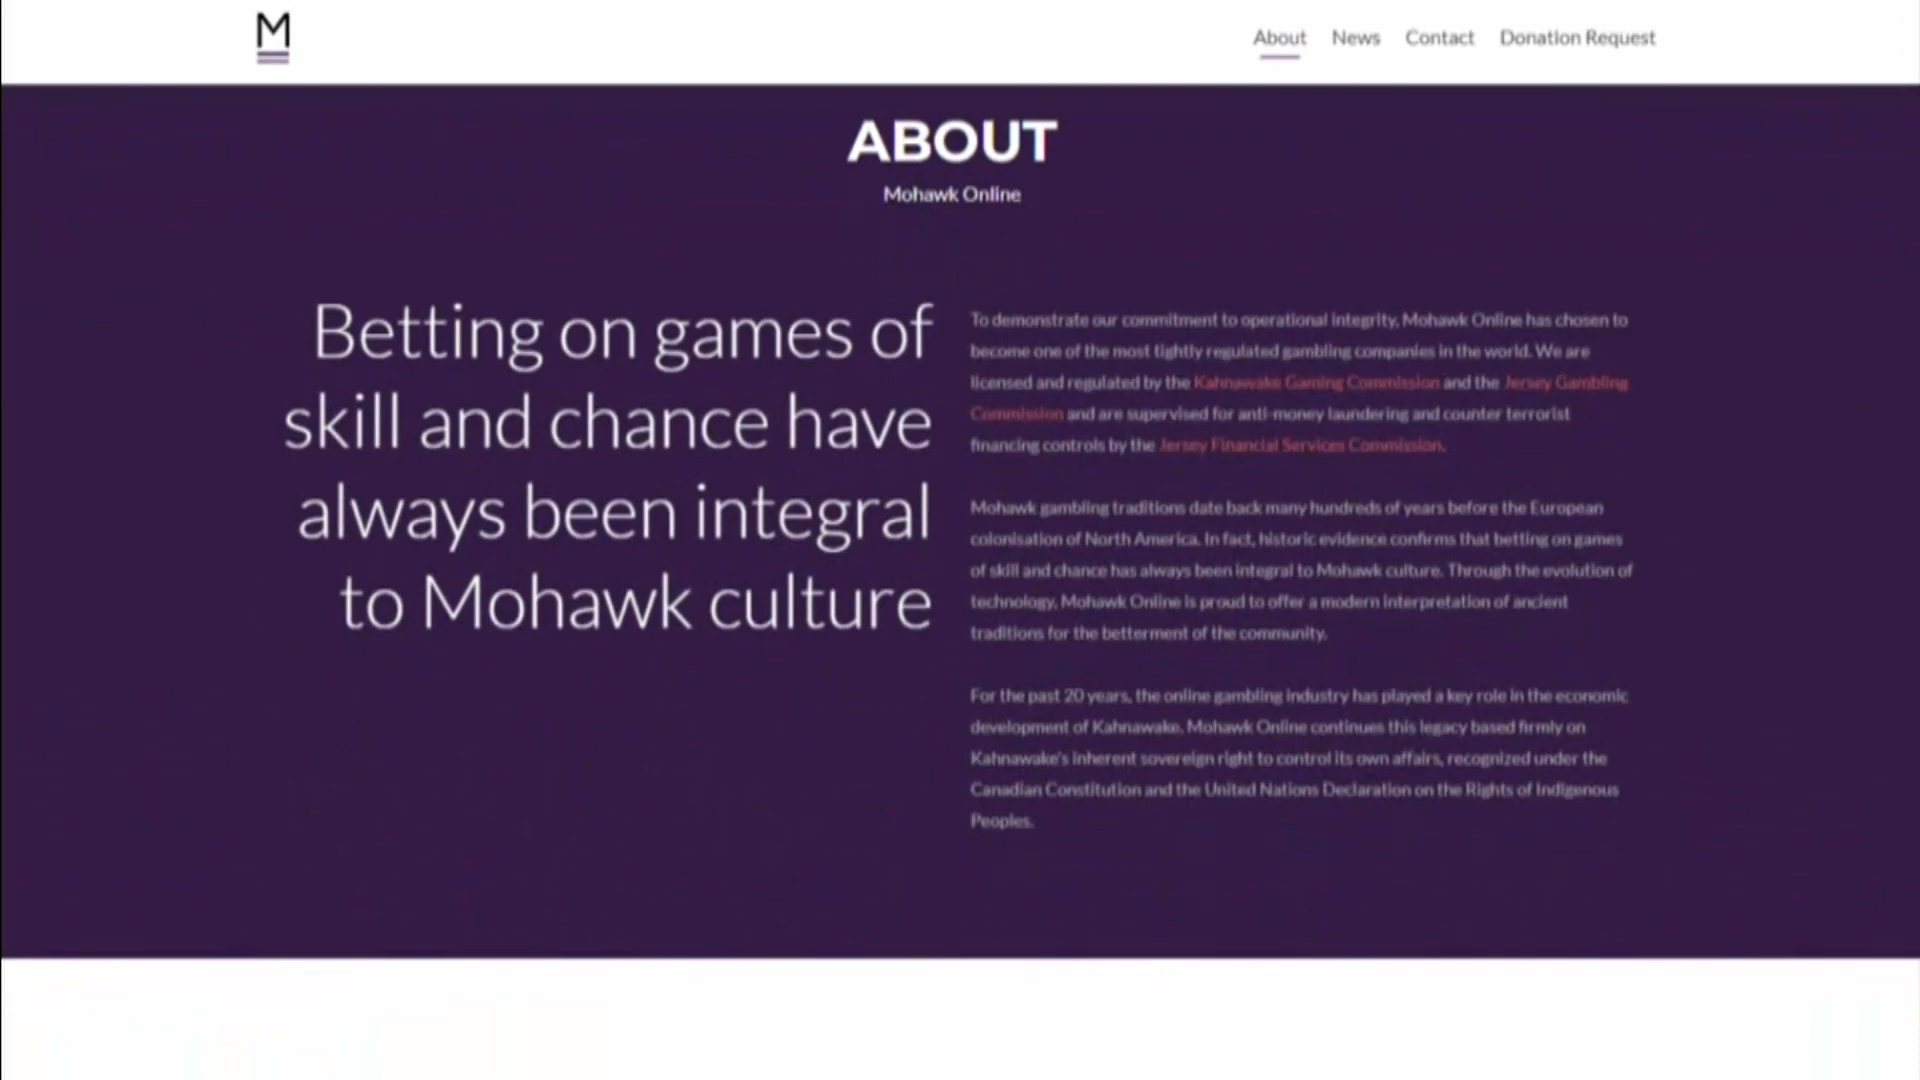 M
About News Contact Donation Request
ABOUT
Mohawk Online
Betting on games of
skill and chance have
always been integral
to Mohawk culture
To demonstrate our commitment to operational integrity, Mohawk Online has chosen to
become one of the most tightly regulated gambling companies in the world. We are
licensed and regulated by the Kahnawake Gaming Commission and the Jersey Gambling
Commission and are supervised for anti-money laundering and counter terrorist
financing controls by the Jersey Financial Services Commission.
Mohawk gambling traditions date back many hundreds of years before the European
colonisation of North America. In fact, historic evidence confirms that betting on games
of skill and chance has always been integral to Mohawk culture. Through the evolution of
technology, Mohawk Online is proud to offer a modern interpretation of ancient
traditions for the betterment of the community.
For the past 20 years, the online gambling industry has played a key role in the economic
development of Kahnawake. Mohawk Online continues this legacy based firmly on
Kahnawake's inherent sovereign right to control its own affairs, recognized under the
Canadian Constitution and the United Nations Declaration on the Rights of Indigenous
Peoples.